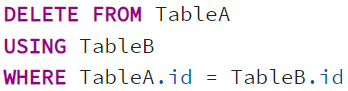 DELETE FROM TableA
USING TableB
WHERE TableA.id = TableB.id